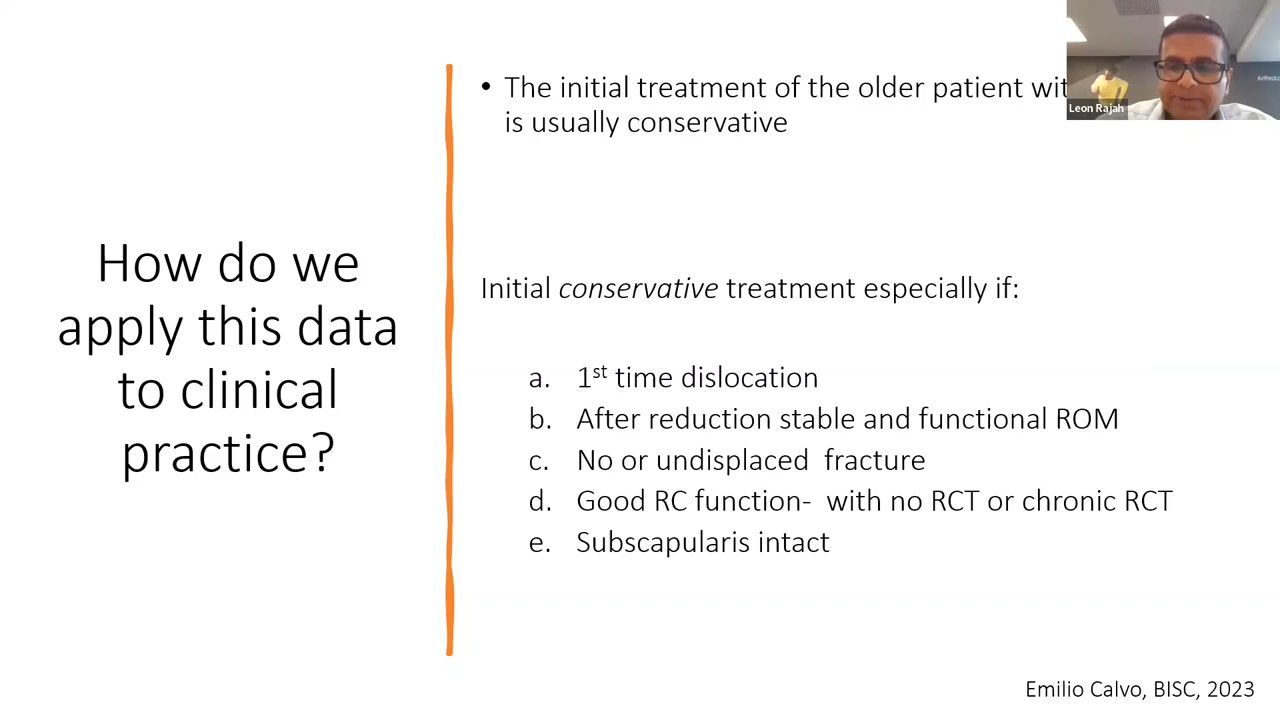 How do we
apply this data
to clinical
practice?
• The initial treatment of the older patient
is usually conservative
Initial conservative treatment especially if:
a. 1st time dislocation
b. After reduction stable and functional ROM
c. No or undisplaced fracture
d. Good RC function- with no RCT or chronic RCT
e. Subscapularis intact
Emilio Calvo, BISC, 2023
Leon Rajah